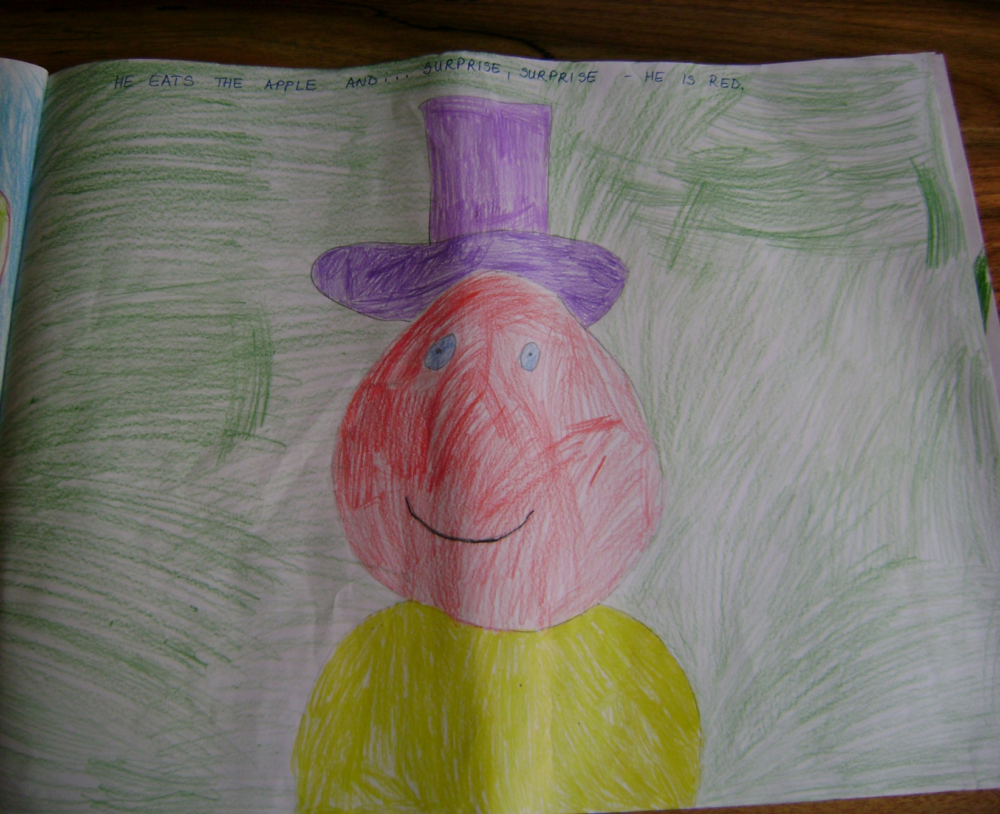 HE EATS THE APPLE AND... SURPRISE, SURPRISE - HE IS RED.